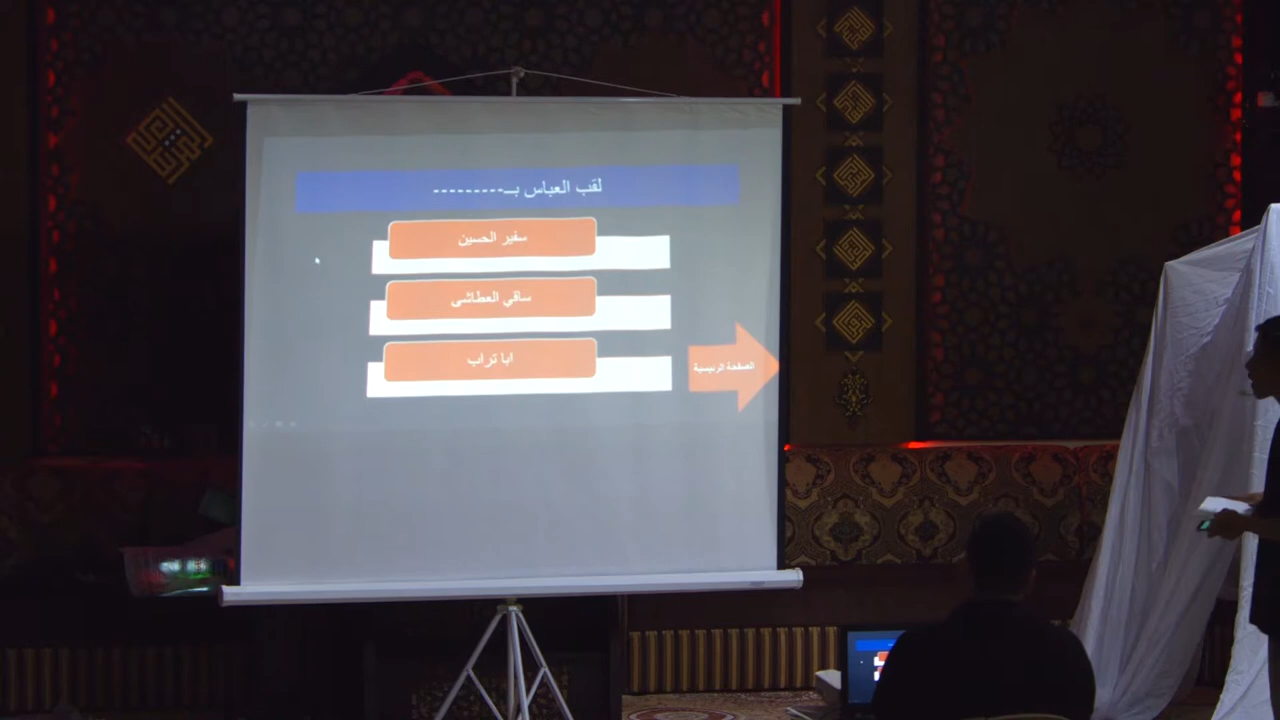 لقب العباس بـ---------
سفير الحسين
ساقي العطاشى
ابا تراب
الصفحة الرئيسية